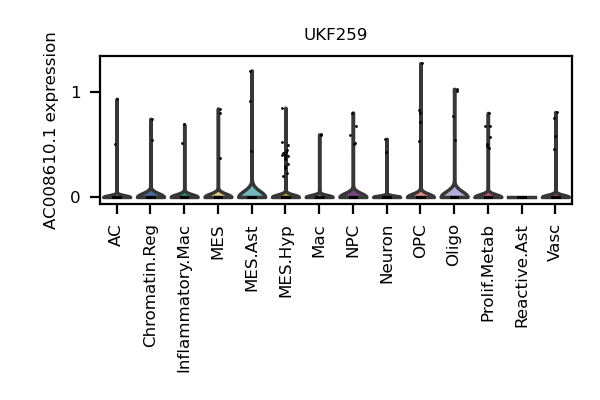 UKF259
AC008610.1 expression
1
0
AC
Chromatin.Reg
Inflammatory.Mac
MES
MES.Ast
MES.Hyp
Mac
NPC
Neuron
OPC
Oligo
Prolif.Metab
Reactive.Ast
Vasc